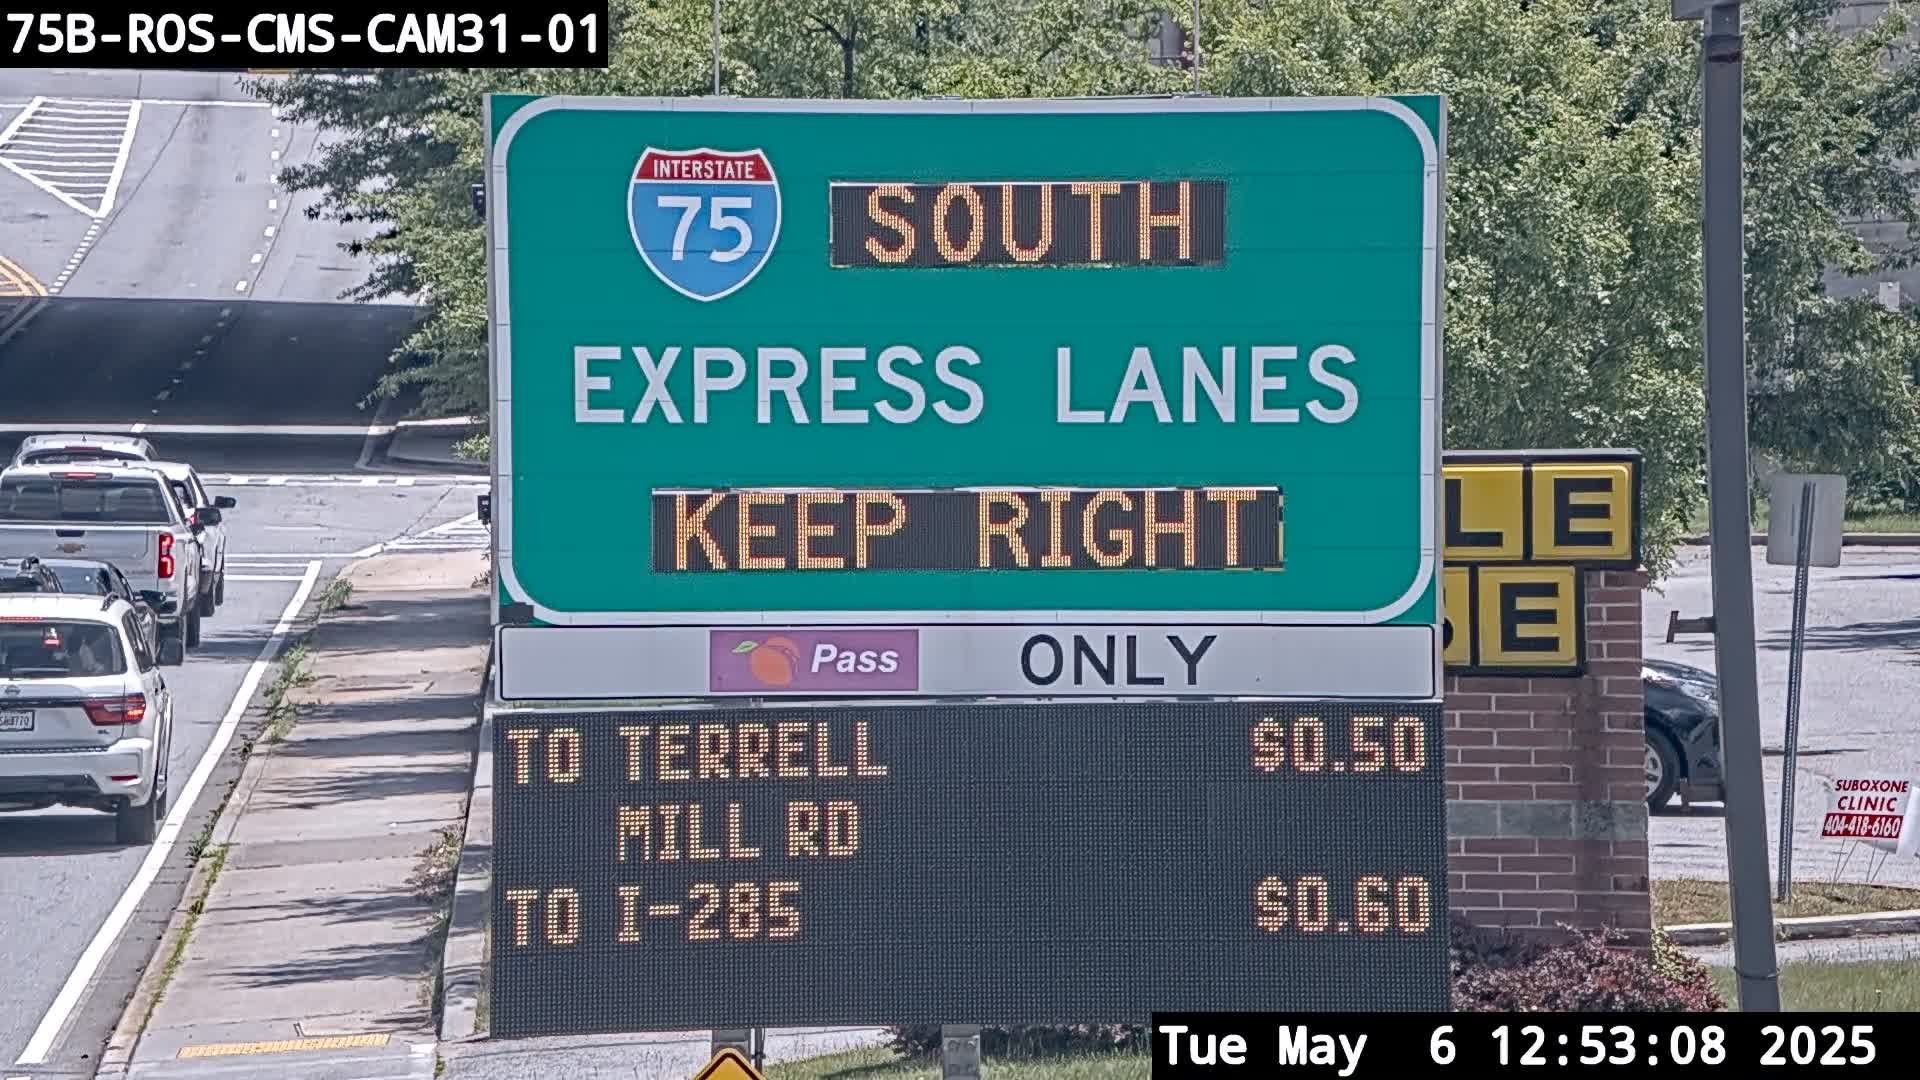 75B-ROS-CMS-CAM31-01
INTERSTATE
75
SOUTH
EXPRESS LANES
KEEP RIGHT
Pass ONLY
TO TERRELL $0.50
MILL RD
TO I-285 $0.60
LE
E
SUBOXONE
CLINIC
404-418-6160
Tue May 6 12:53:08 2025